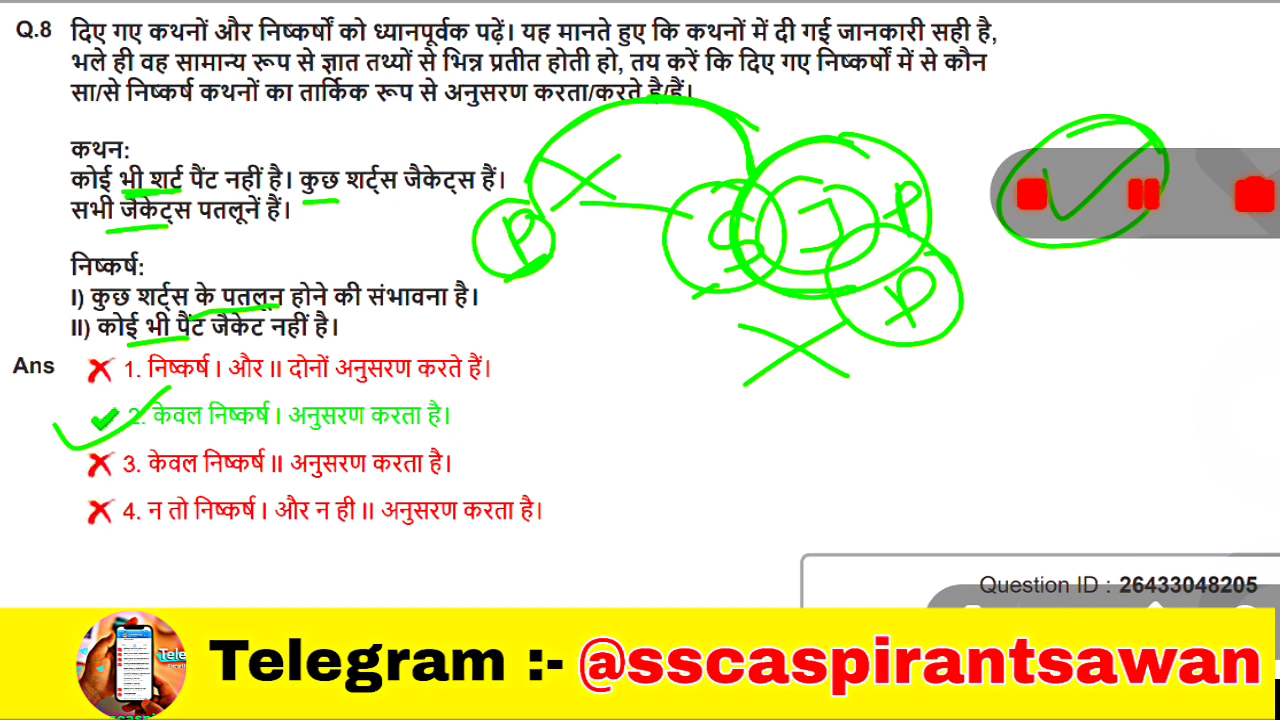 Q.8 दिए गए कथनों और निष्कर्षों को ध्यानपूर्वक पढ़ें। यह मानते हुए कि कथनों में दी गई जानकारी सही है,
भले ही वह सामान्य रूप से ज्ञात तथ्यों से भिन्न प्रतीत होती हो, तय करें कि दिए गए निष्कर्षों में से कौन
सा/से निष्कर्ष कथनों का तार्किक रूप से अनुसरण करता/करते है/हैं।
कथन:
कोई भी शर्ट पैंट नहीं है। कुछ शर्ट्स जैकेट्स हैं।
सभी जैकेट्स पतलूनें हैं।
निष्कर्ष:
I) कुछ शर्ट्स के पतलून होने की संभावना है।
II) कोई भी पैंट जैकेट नहीं है।
Ans 1. निष्कर्ष I और II दोनों अनुसरण करते हैं।
2. केवल निष्कर्ष I अनुसरण करता है।
3. केवल निष्कर्ष II अनुसरण करता है।
4. न तो निष्कर्ष I और न ही II अनुसरण करता है।
P
J
P
P
Question ID : 26433048205
Telegram :- @sscaspirantsawan